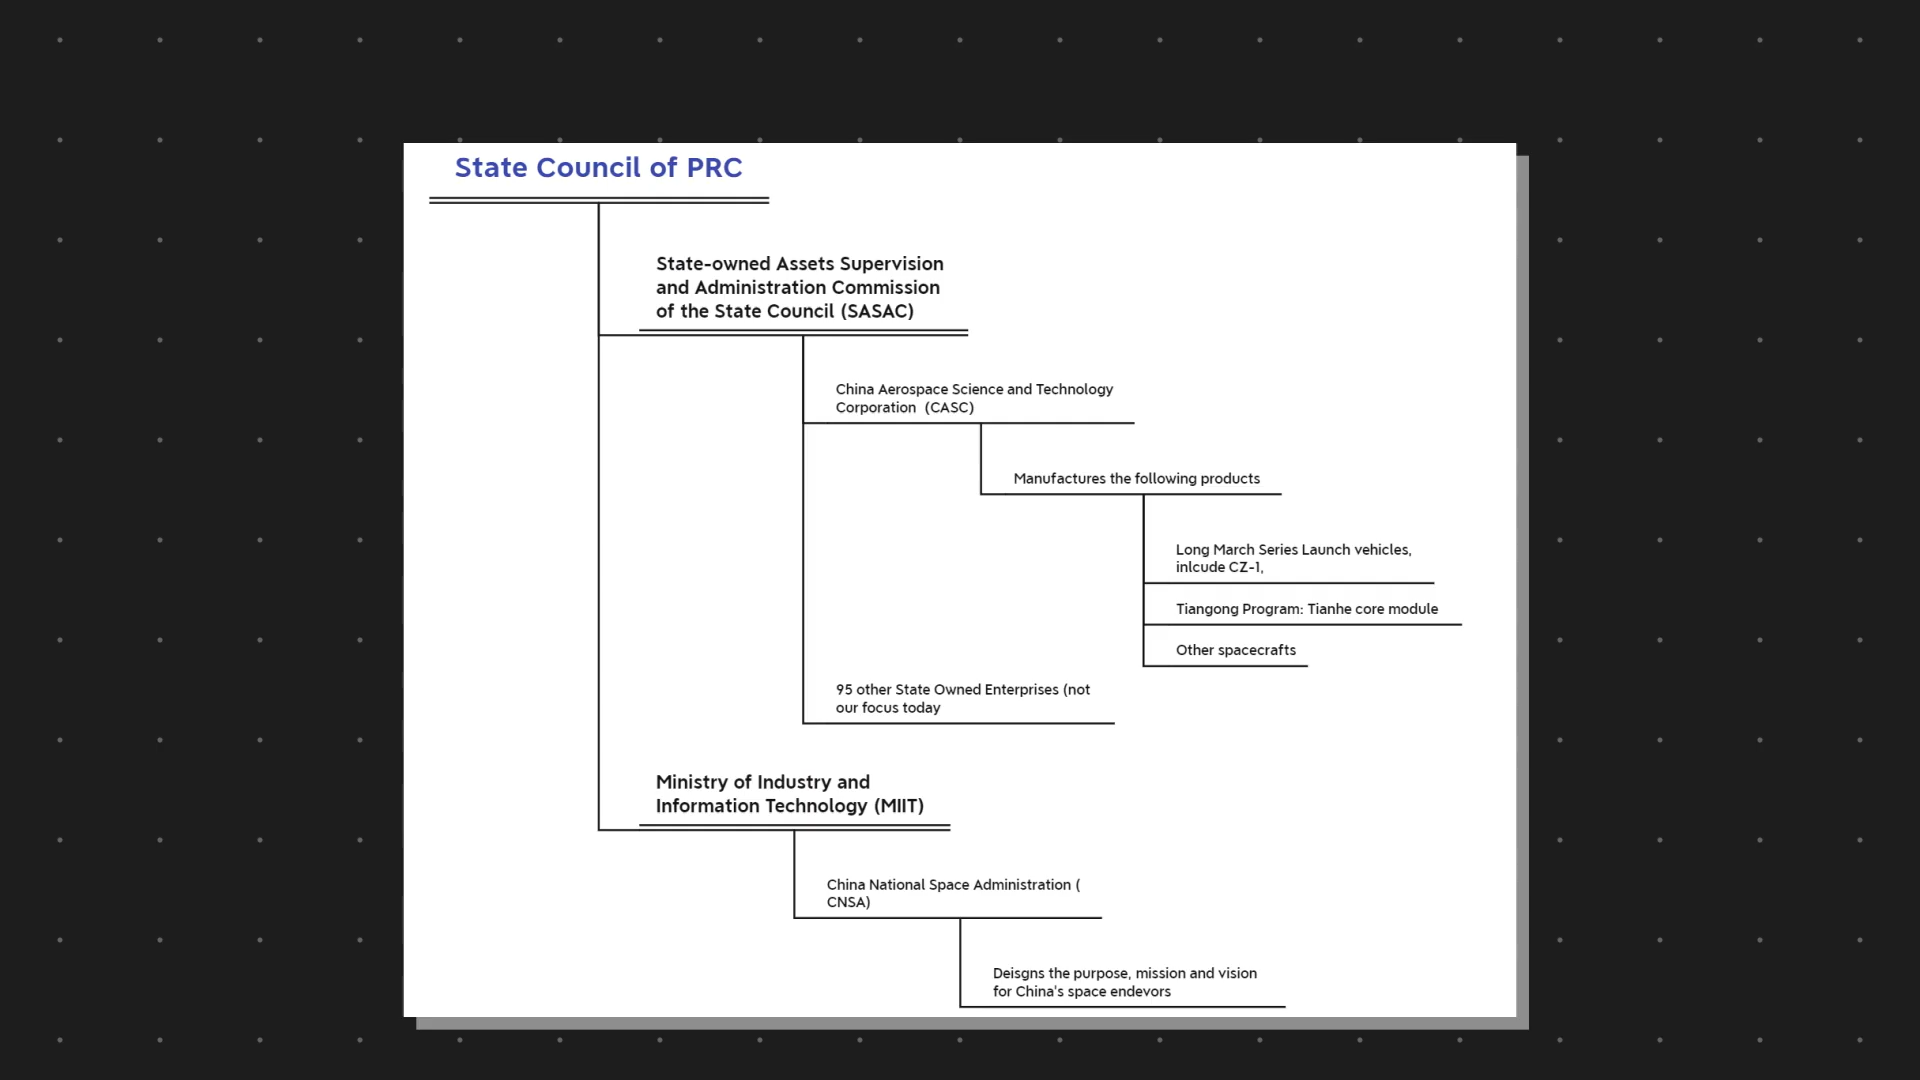 State Council of PRC
State-owned Assets Supervision
and Administration Commission
of the State Council (SASAC)
China Aerospace Science and Technology
Corporation  (CASC)
Manufactures the following products
Long March Series Launch vehicles,
inlcude CZ-1,
Tiangong Program: Tianhe core module
Other spacecrafts
95 other State Owned Enterprises (not
our focus today
Ministry of Industry and
Information Technology (MIIT)
China National Space Administration (
CNSA)
Deisgns the purpose, mission and vision
for China's space endevors